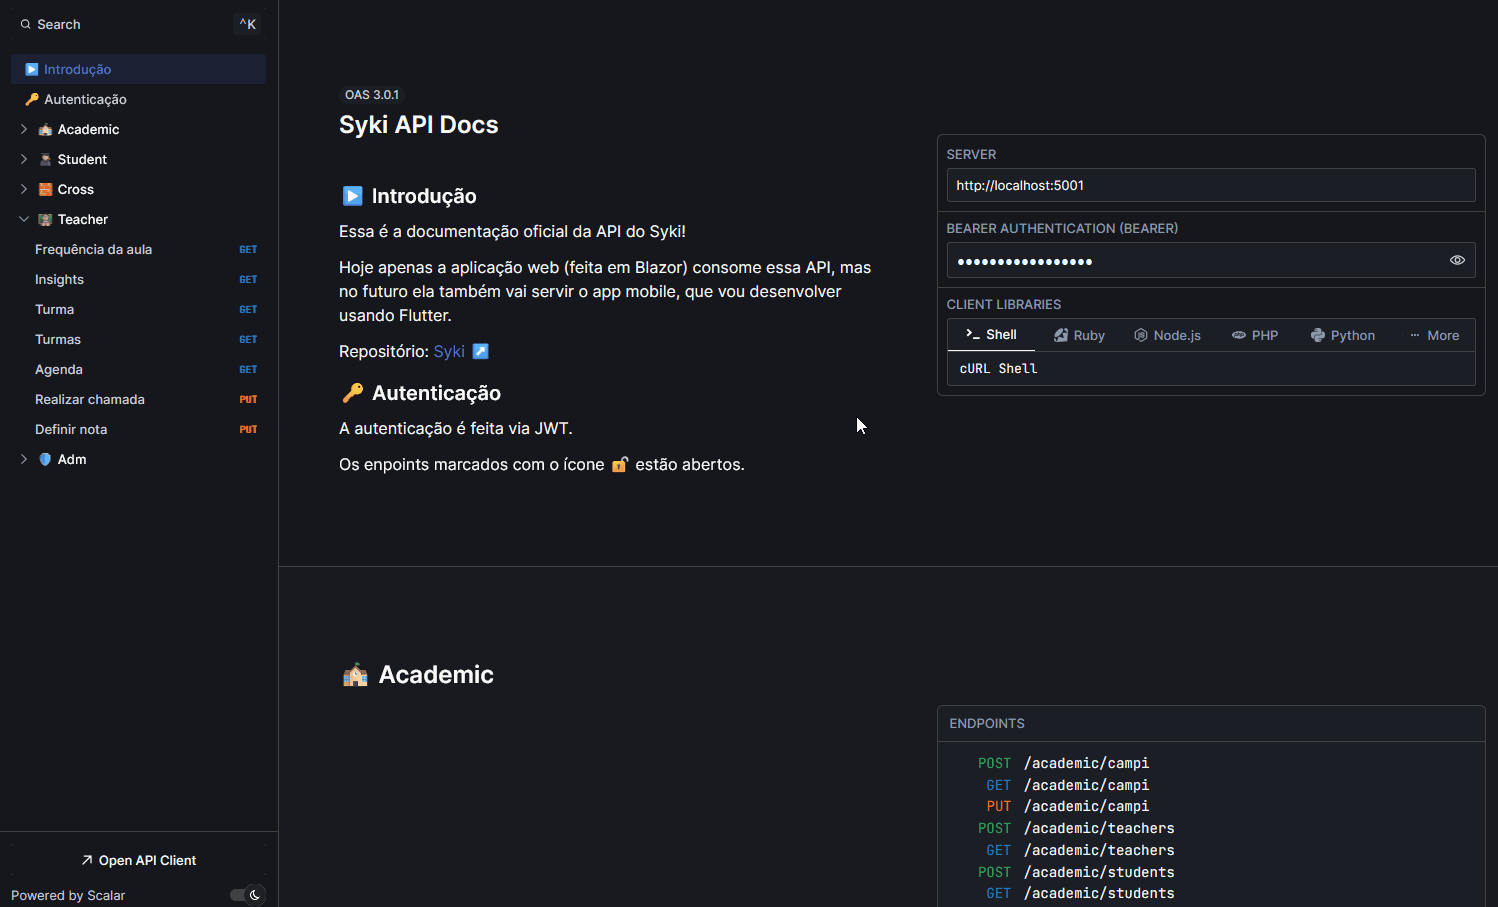 Search
^K
Introdução
Autenticação
Academic
Student
Cross
Teacher
Frequência da aula GET
Insights GET
Turma GET
Turmas GET
Agenda GET
Realizar chamada PUT
Definir nota PUT
Adm
Open API Client
Powered by Scalar
OAS 3.0.1
Syki API Docs
Introdução
Essa é a documentação oficial da API do Syki!
Hoje apenas a aplicação web (feita em Blazor) consome essa API, mas
no futuro ela também vai servir o app mobile, que vou desenvolver
usando Flutter.
Repositório: Syki
Autenticação
A autenticação é feita via JWT.
Os enpoints marcados com o ícone 🔓 estão abertos.
SERVER
http://localhost:5001
BEARER AUTHENTICATION (BEARER)
•••••••••••••••••
CLIENT LIBRARIES
Shell Ruby Node.js PHP Python ··· More
cURL Shell
Academic
ENDPOINTS
POST /academic/campi
GET /academic/campi
PUT /academic/campi
POST /academic/teachers
GET /academic/teachers
POST /academic/students
GET /academic/students